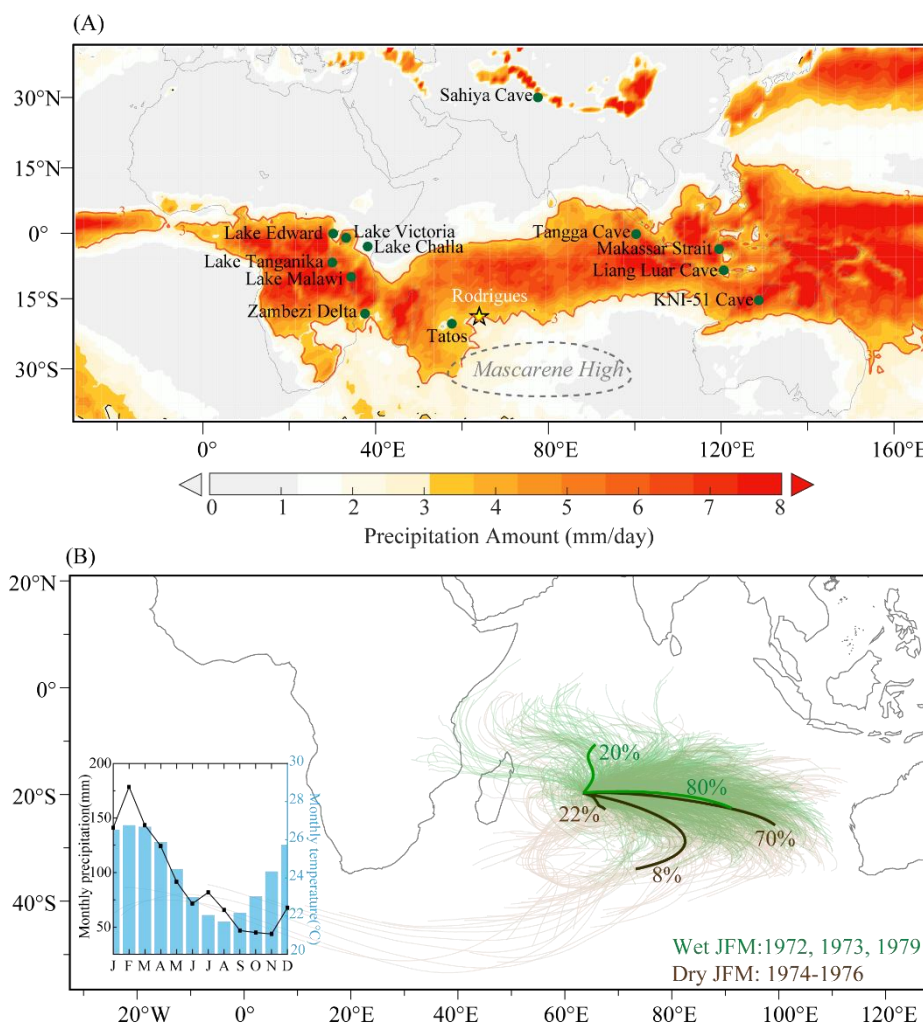 (A)
30°N
15°N
0°
15°S
30°S
Sahiya Cave
Lake Edward
Lake Victoria
Lake Challa
Lake Tanganika
Lake Malawi
Zambezi Delta
Tatos
Rodrigues
Tangga Cave
Makassar Strait
Liang Luar Cave
KNI-51 Cave
Mascarene High
3
3
3
0°
40°E
80°E
120°E
160°E
0 1 2 3 4 5 6 7 8
Precipitation Amount (mm/day)
(B)
20°N
0°
20°S
40°S
20%
80%
22%
70%
8%
Monthly precipitation(mm)
200
150
100
50
Monthly temperature(°C)
30
28
26
24
22
20
J F M A M J J A S O N D
Wet JFM:1972, 1973, 1979
Dry JFM: 1974-1976
20°W
0°
20°E
40°E
60°E
80°E
100°E
120°E